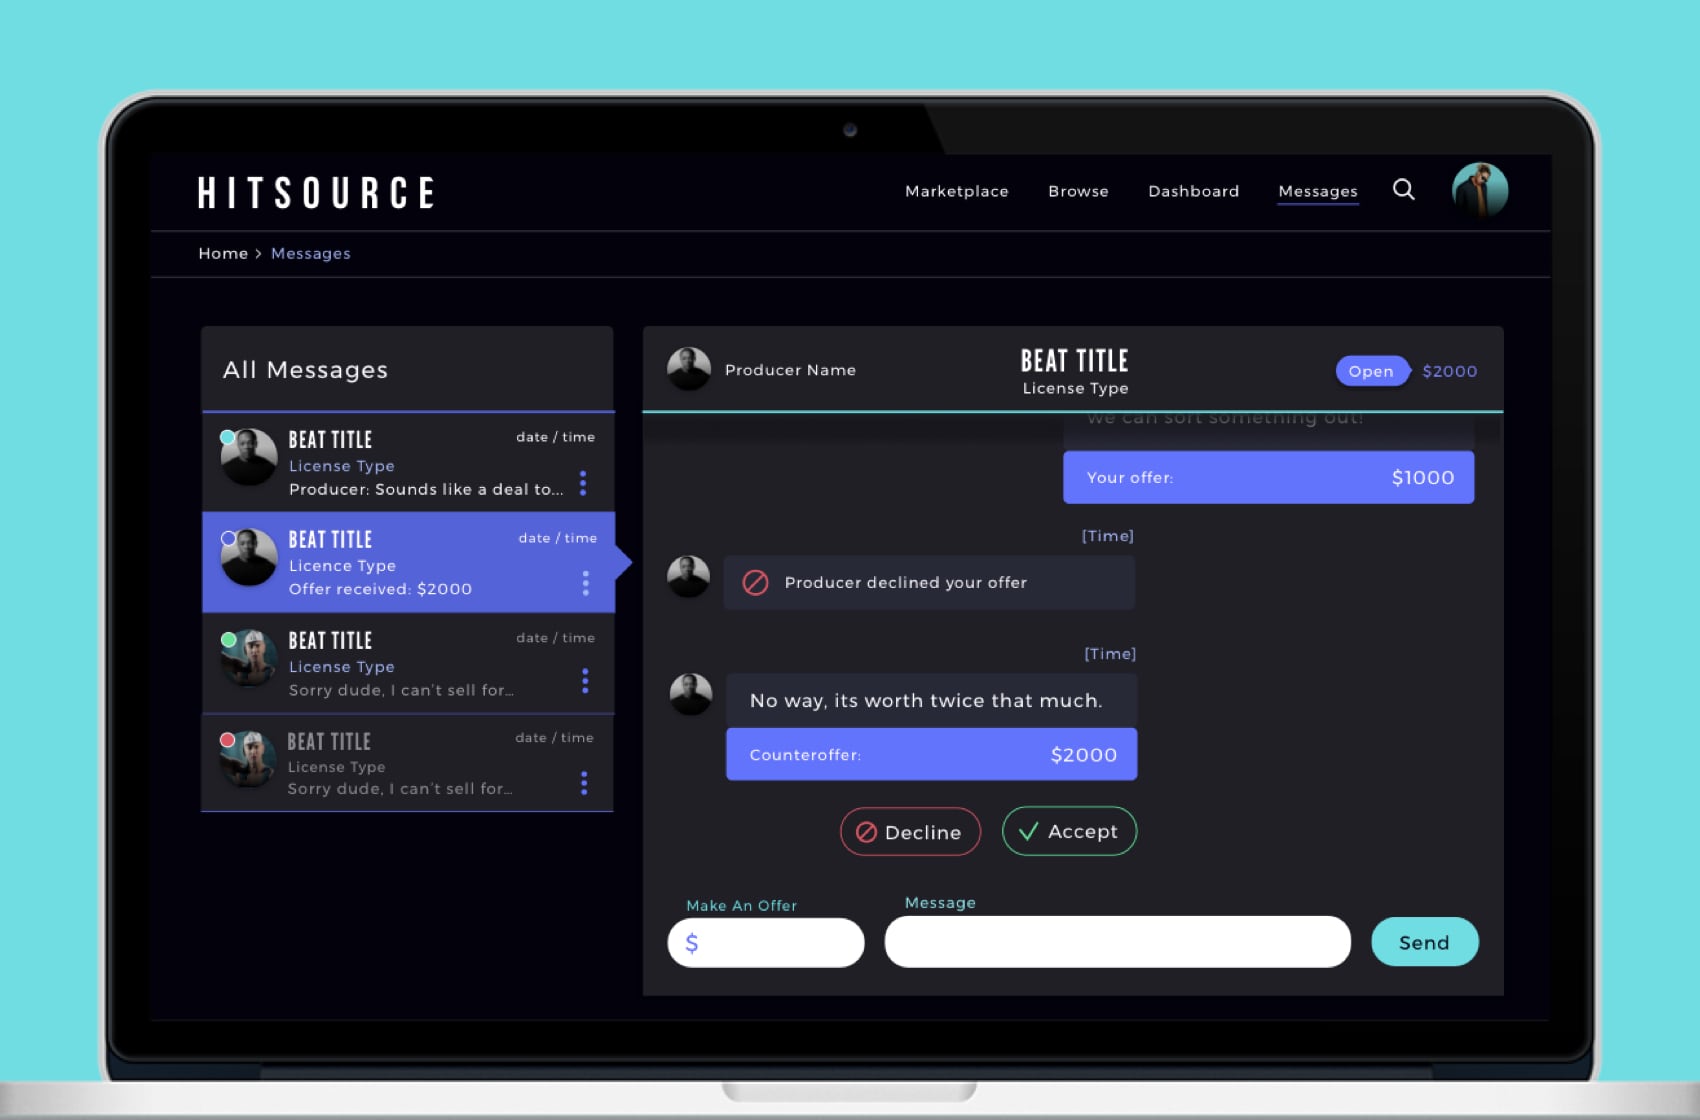 HITSOURCE
Marketplace
Browse
Dashboard
Messages
Home > Messages
All Messages
BEAT TITLE
date / time
License Type
Producer: Sounds like a deal to...
BEAT TITLE
date / time
Licence Type
Offer received: $2000
BEAT TITLE
date / time
License Type
Sorry dude, I can't sell for...
BEAT TITLE
date / time
License Type
Sorry dude, I can't sell for...
Producer Name
BEAT TITLE
License Type
Open
$2000
We can sort something out!
Your offer:
$1000
[Time]
Producer declined your offer
[Time]
No way, its worth twice that much.
Counteroffer:
$2000
Decline
Accept
Make An Offer
$
Message
Send